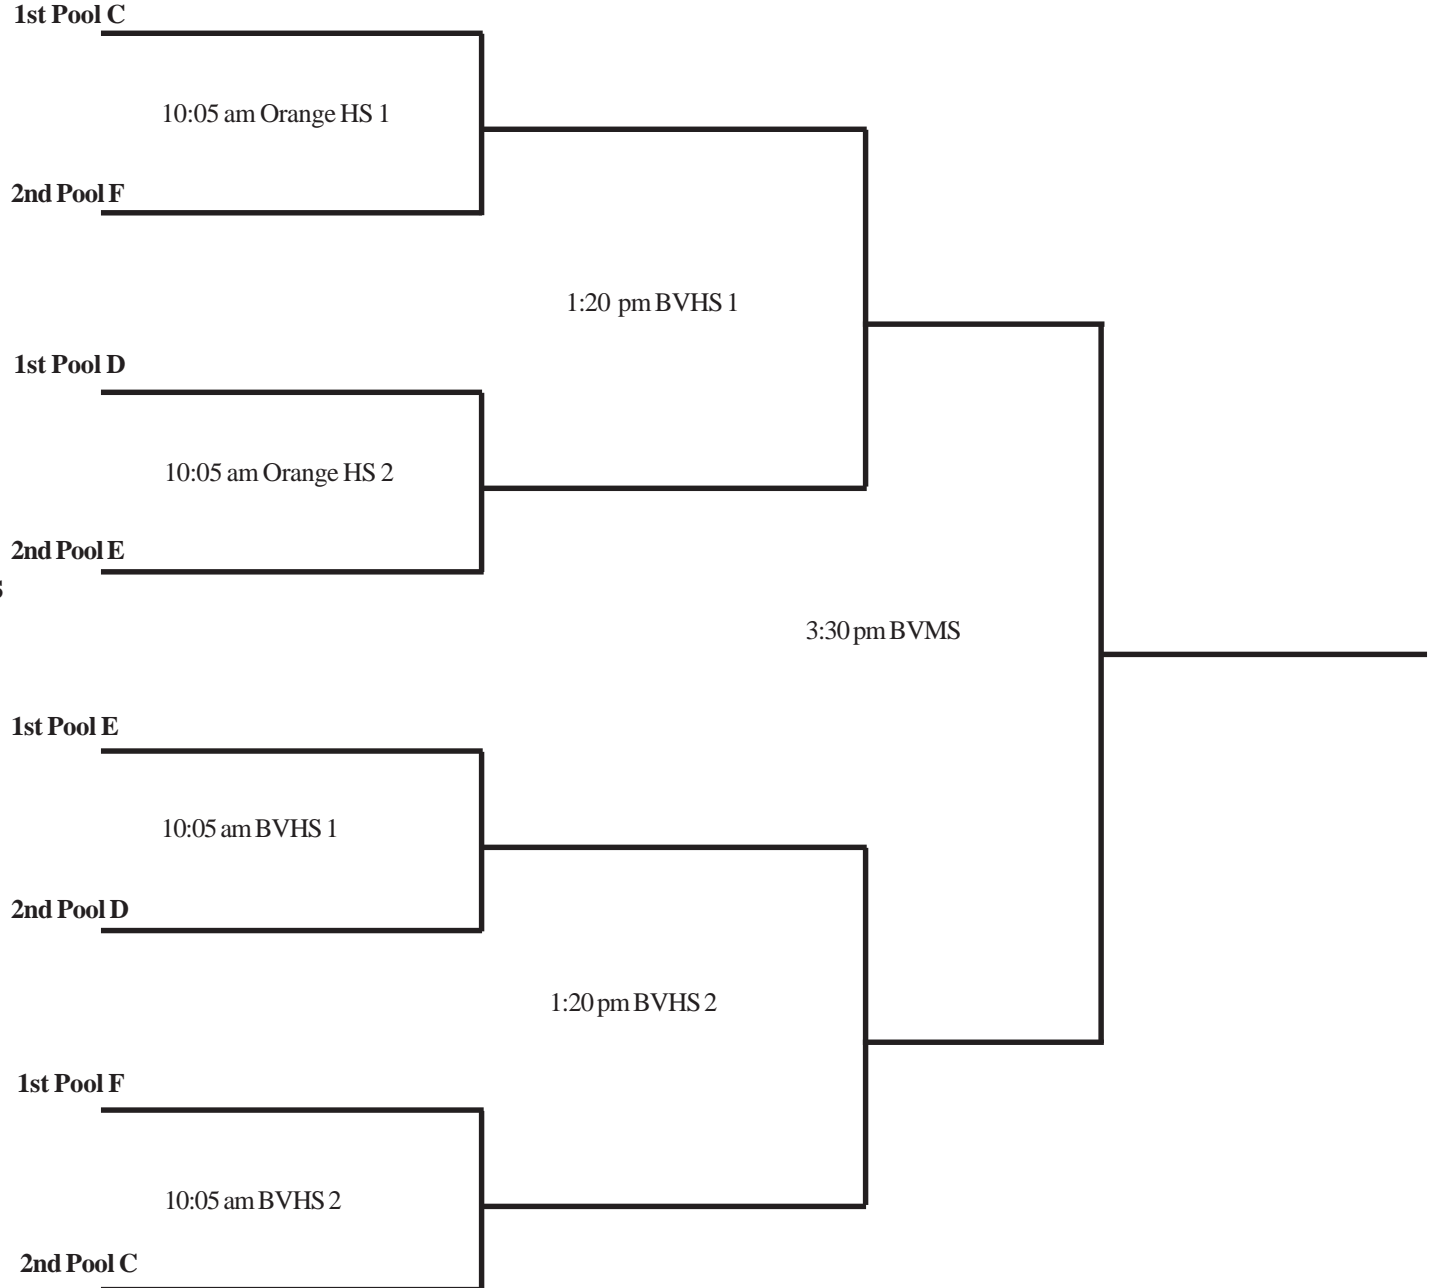 1st Pool C
10:05 am Orange HS 1
2nd Pool F
1:20 pm BVHS 1
1st Pool D
10:05 am Orange HS 2
2nd Pool E
3:30 pm BVMS
1st Pool E
10:05 am BVHS 1
2nd Pool D
1:20 pm BVHS 2
1st Pool F
10:05 am BVHS 2
2nd Pool C